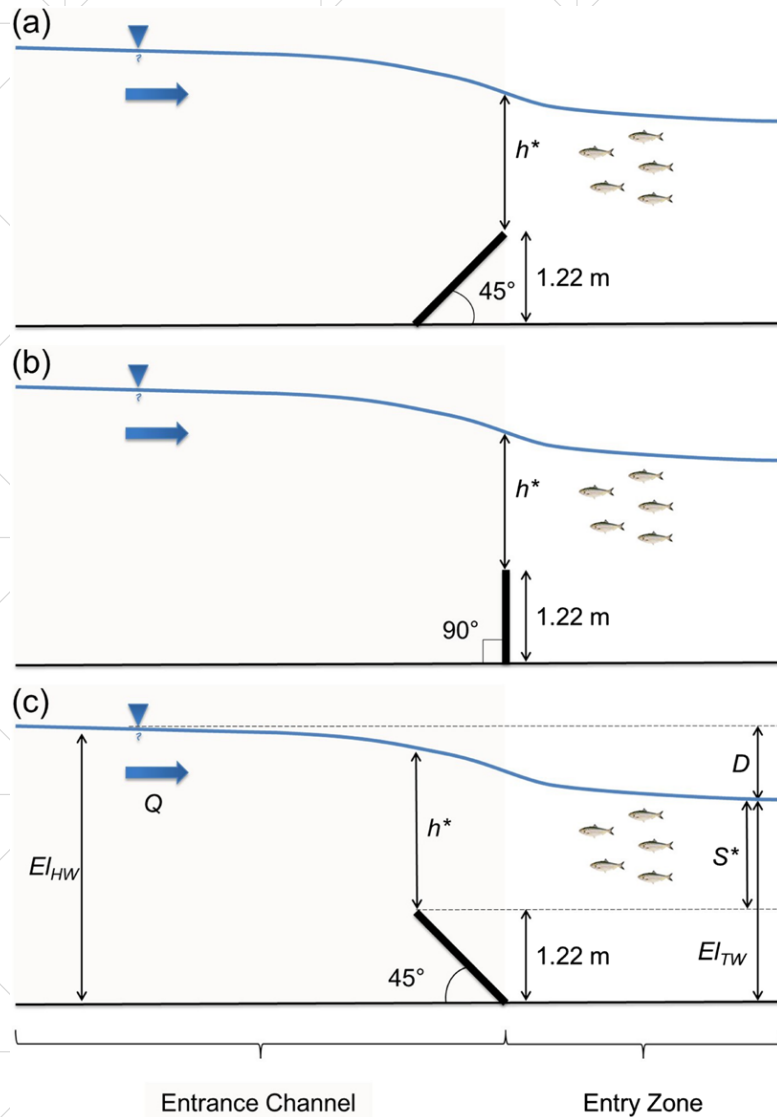 (a)
?
h*
45°
1.22 m
(b)
?
h*
90°
1.22 m
(c)
?
Q
h*
D
S*
El_HW
45°
1.22 m
El_TW
Entrance Channel
Entry Zone